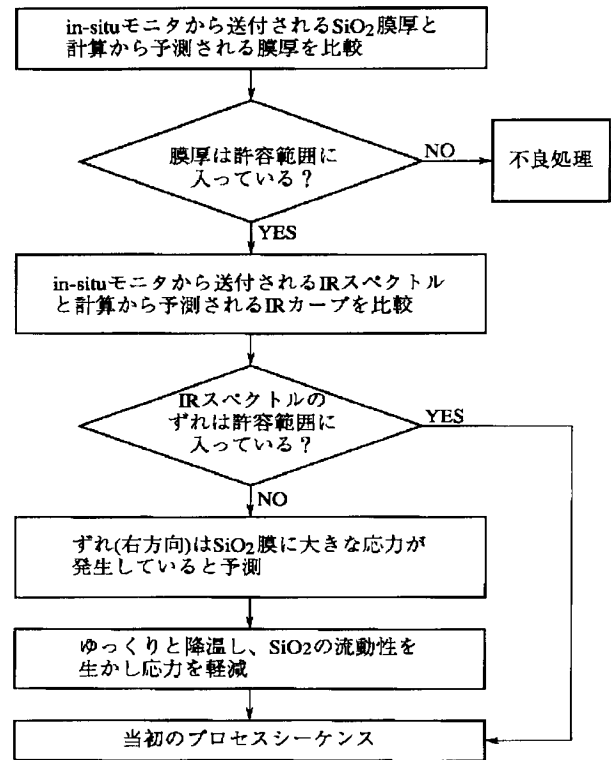 in-situモニタから送付されるSiO2膜厚と
計算から予測される膜厚を比較
膜厚は許容範囲に
入っている？
NO
不良処理
YES
in-situモニタから送付されるIRスペクトル
と計算から予測されるIRカーブを比較
IRスペクトルの
ずれは許容範囲に
入っている？
YES
NO
ずれ(右方向)はSiO2膜に大きな応力が
発生していると予測
ゆっくりと降温し、SiO2の流動性を
生かし応力を軽減
当初のプロセスシーケンス